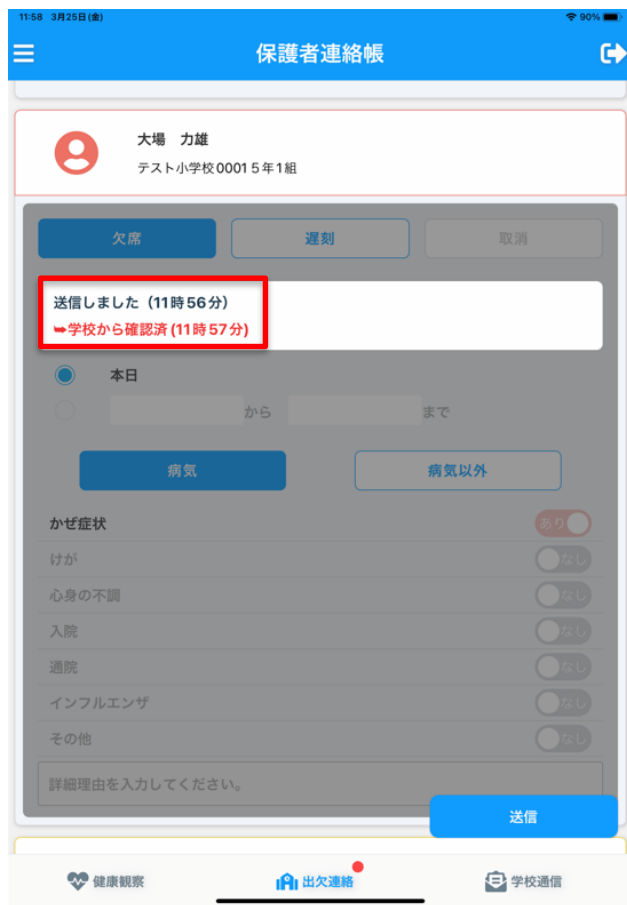 11:58 3月25日(金) 90%
保護者連絡帳
大場 力雄
テスト小学校0001 5年1組
欠席 遅刻 取消
送信しました（11時56分）
➥学校から確認済(11時57分)
本日
から まで
病気 病気以外
かぜ症状 あり
けが なし
心身の不調 なし
入院 なし
通院 なし
インフルエンザ なし
その他 なし
詳細理由を入力してください。
送信
健康観察 出欠連絡 学校通信